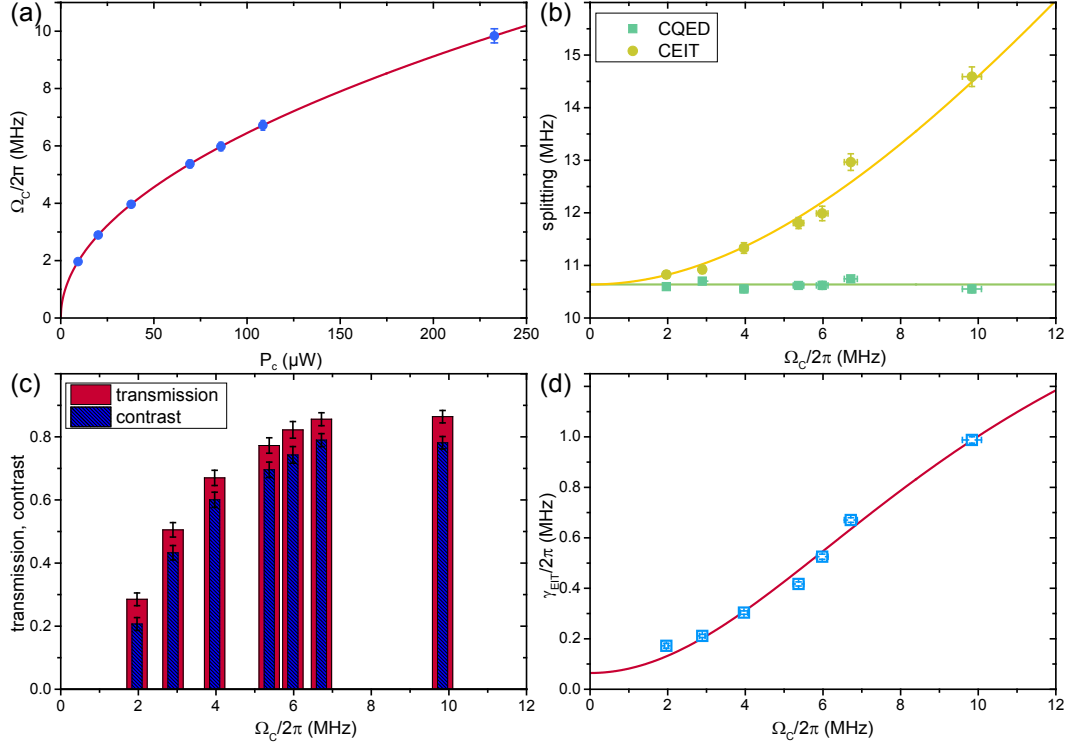 (a)
10
8
6
4
2
0
Ω_C/2π (MHz)
0 50 100 150 200 250
P_c (μW)
(b)
CQED
CEIT
15
14
13
12
11
10
splitting (MHz)
0 2 4 6 8 10 12
Ω_C/2π (MHz)
(c)
transmission
contrast
0.8
0.6
0.4
0.2
0.0
transmission, contrast
0 2 4 6 8 10 12
Ω_C/2π (MHz)
(d)
1.0
0.8
0.6
0.4
0.2
0.0
γ_EIT/2π (MHz)
0 2 4 6 8 10 12
Ω_C/2π (MHz)